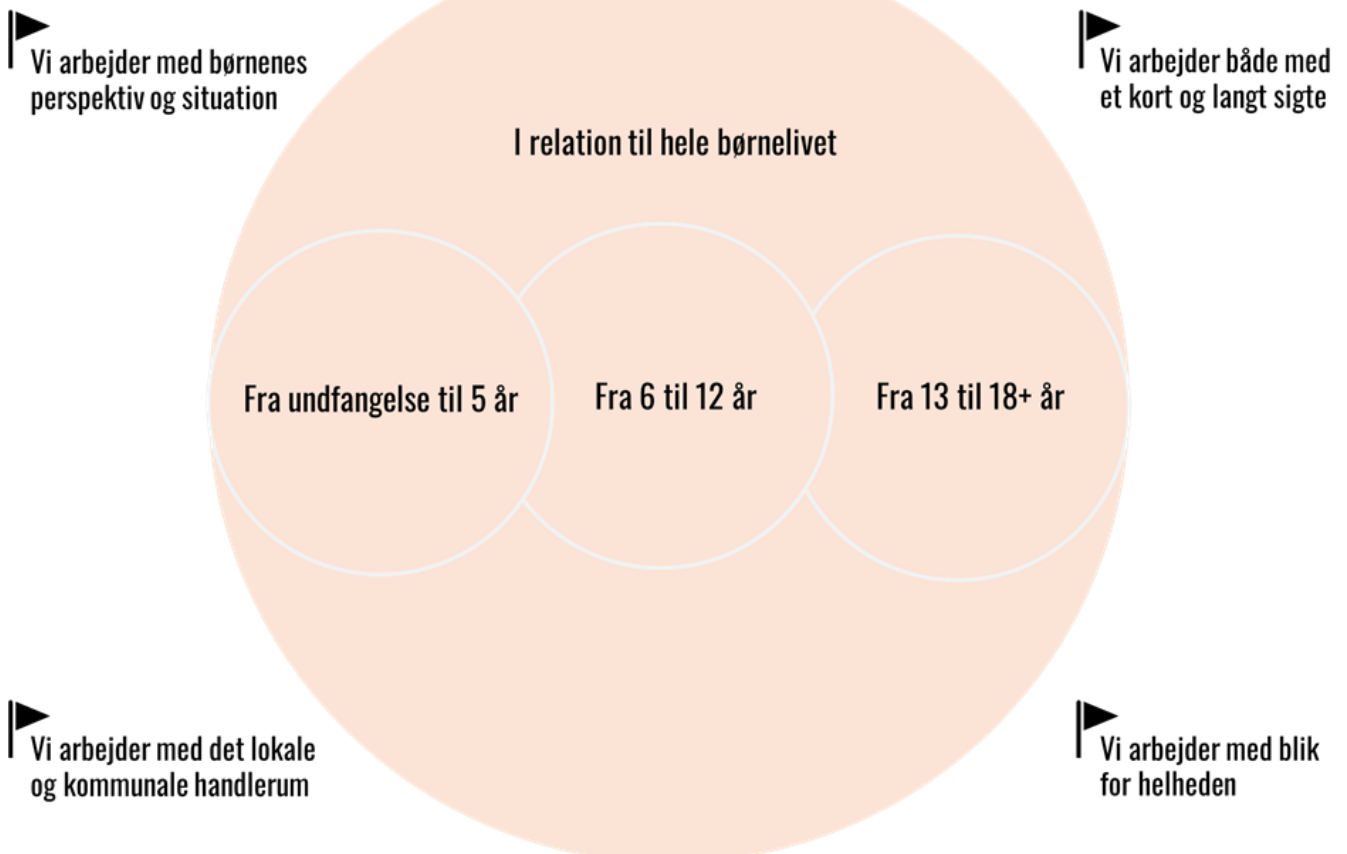 Vi arbejder med børnenes
perspektiv og situation
Vi arbejder både med
et kort og langt sigte
I relation til hele børnelivet
Fra undfangelse til 5 år
Fra 6 til 12 år
Fra 13 til 18+ år
Vi arbejder med det lokale
og kommunale handlerum
Vi arbejder med blik
for helheden